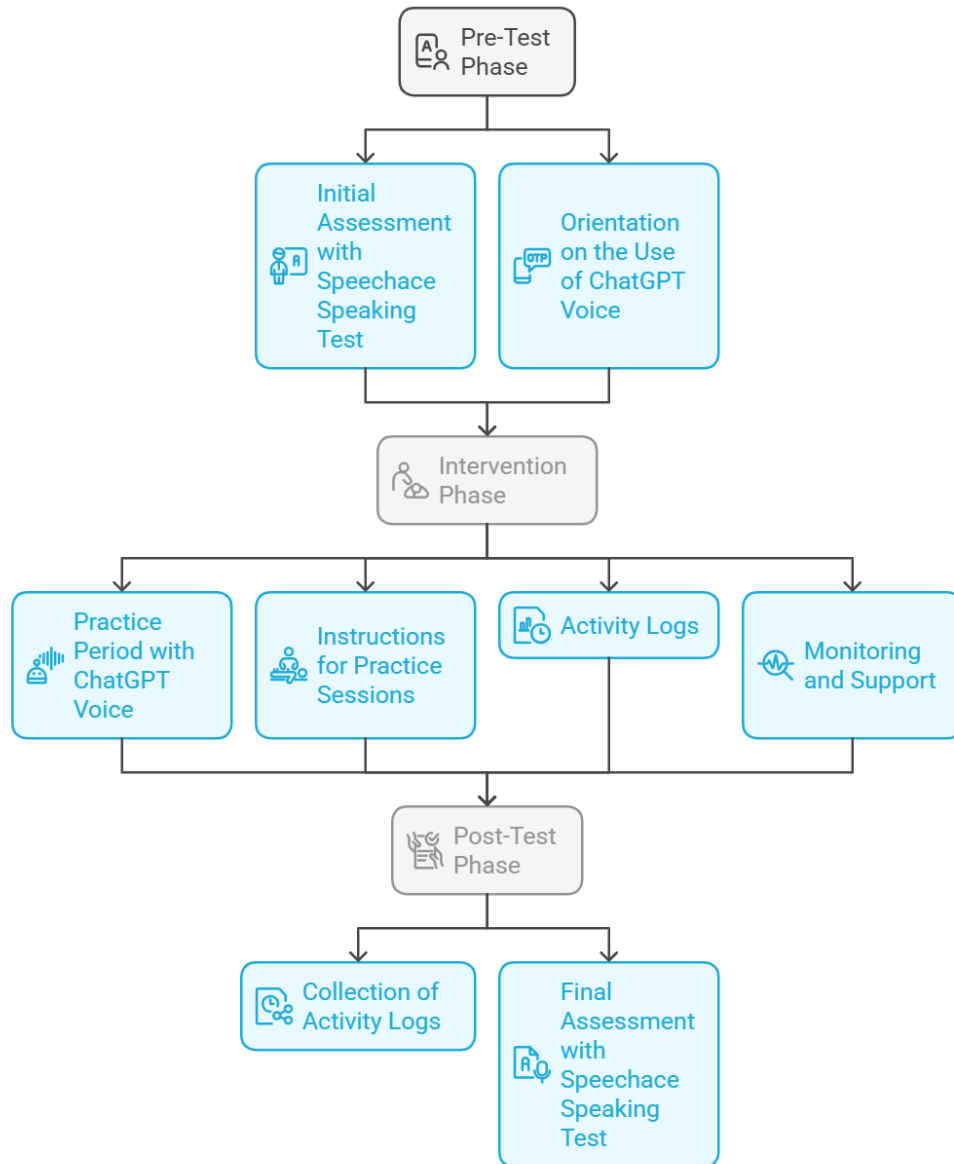 Pre-Test
Phase
Initial
Assessment
with
Speechace
Speaking
Test
Orientation
on the Use
of ChatGPT
Voice
OTP
A
A
Intervention
Phase
Practice
Period with
ChatGPT
Voice
Instructions
for Practice
Sessions
Activity Logs
Monitoring
and Support
Post-Test
Phase
Collection of
Activity Logs
Final
Assessment
with
Speechace
Speaking
Test
A